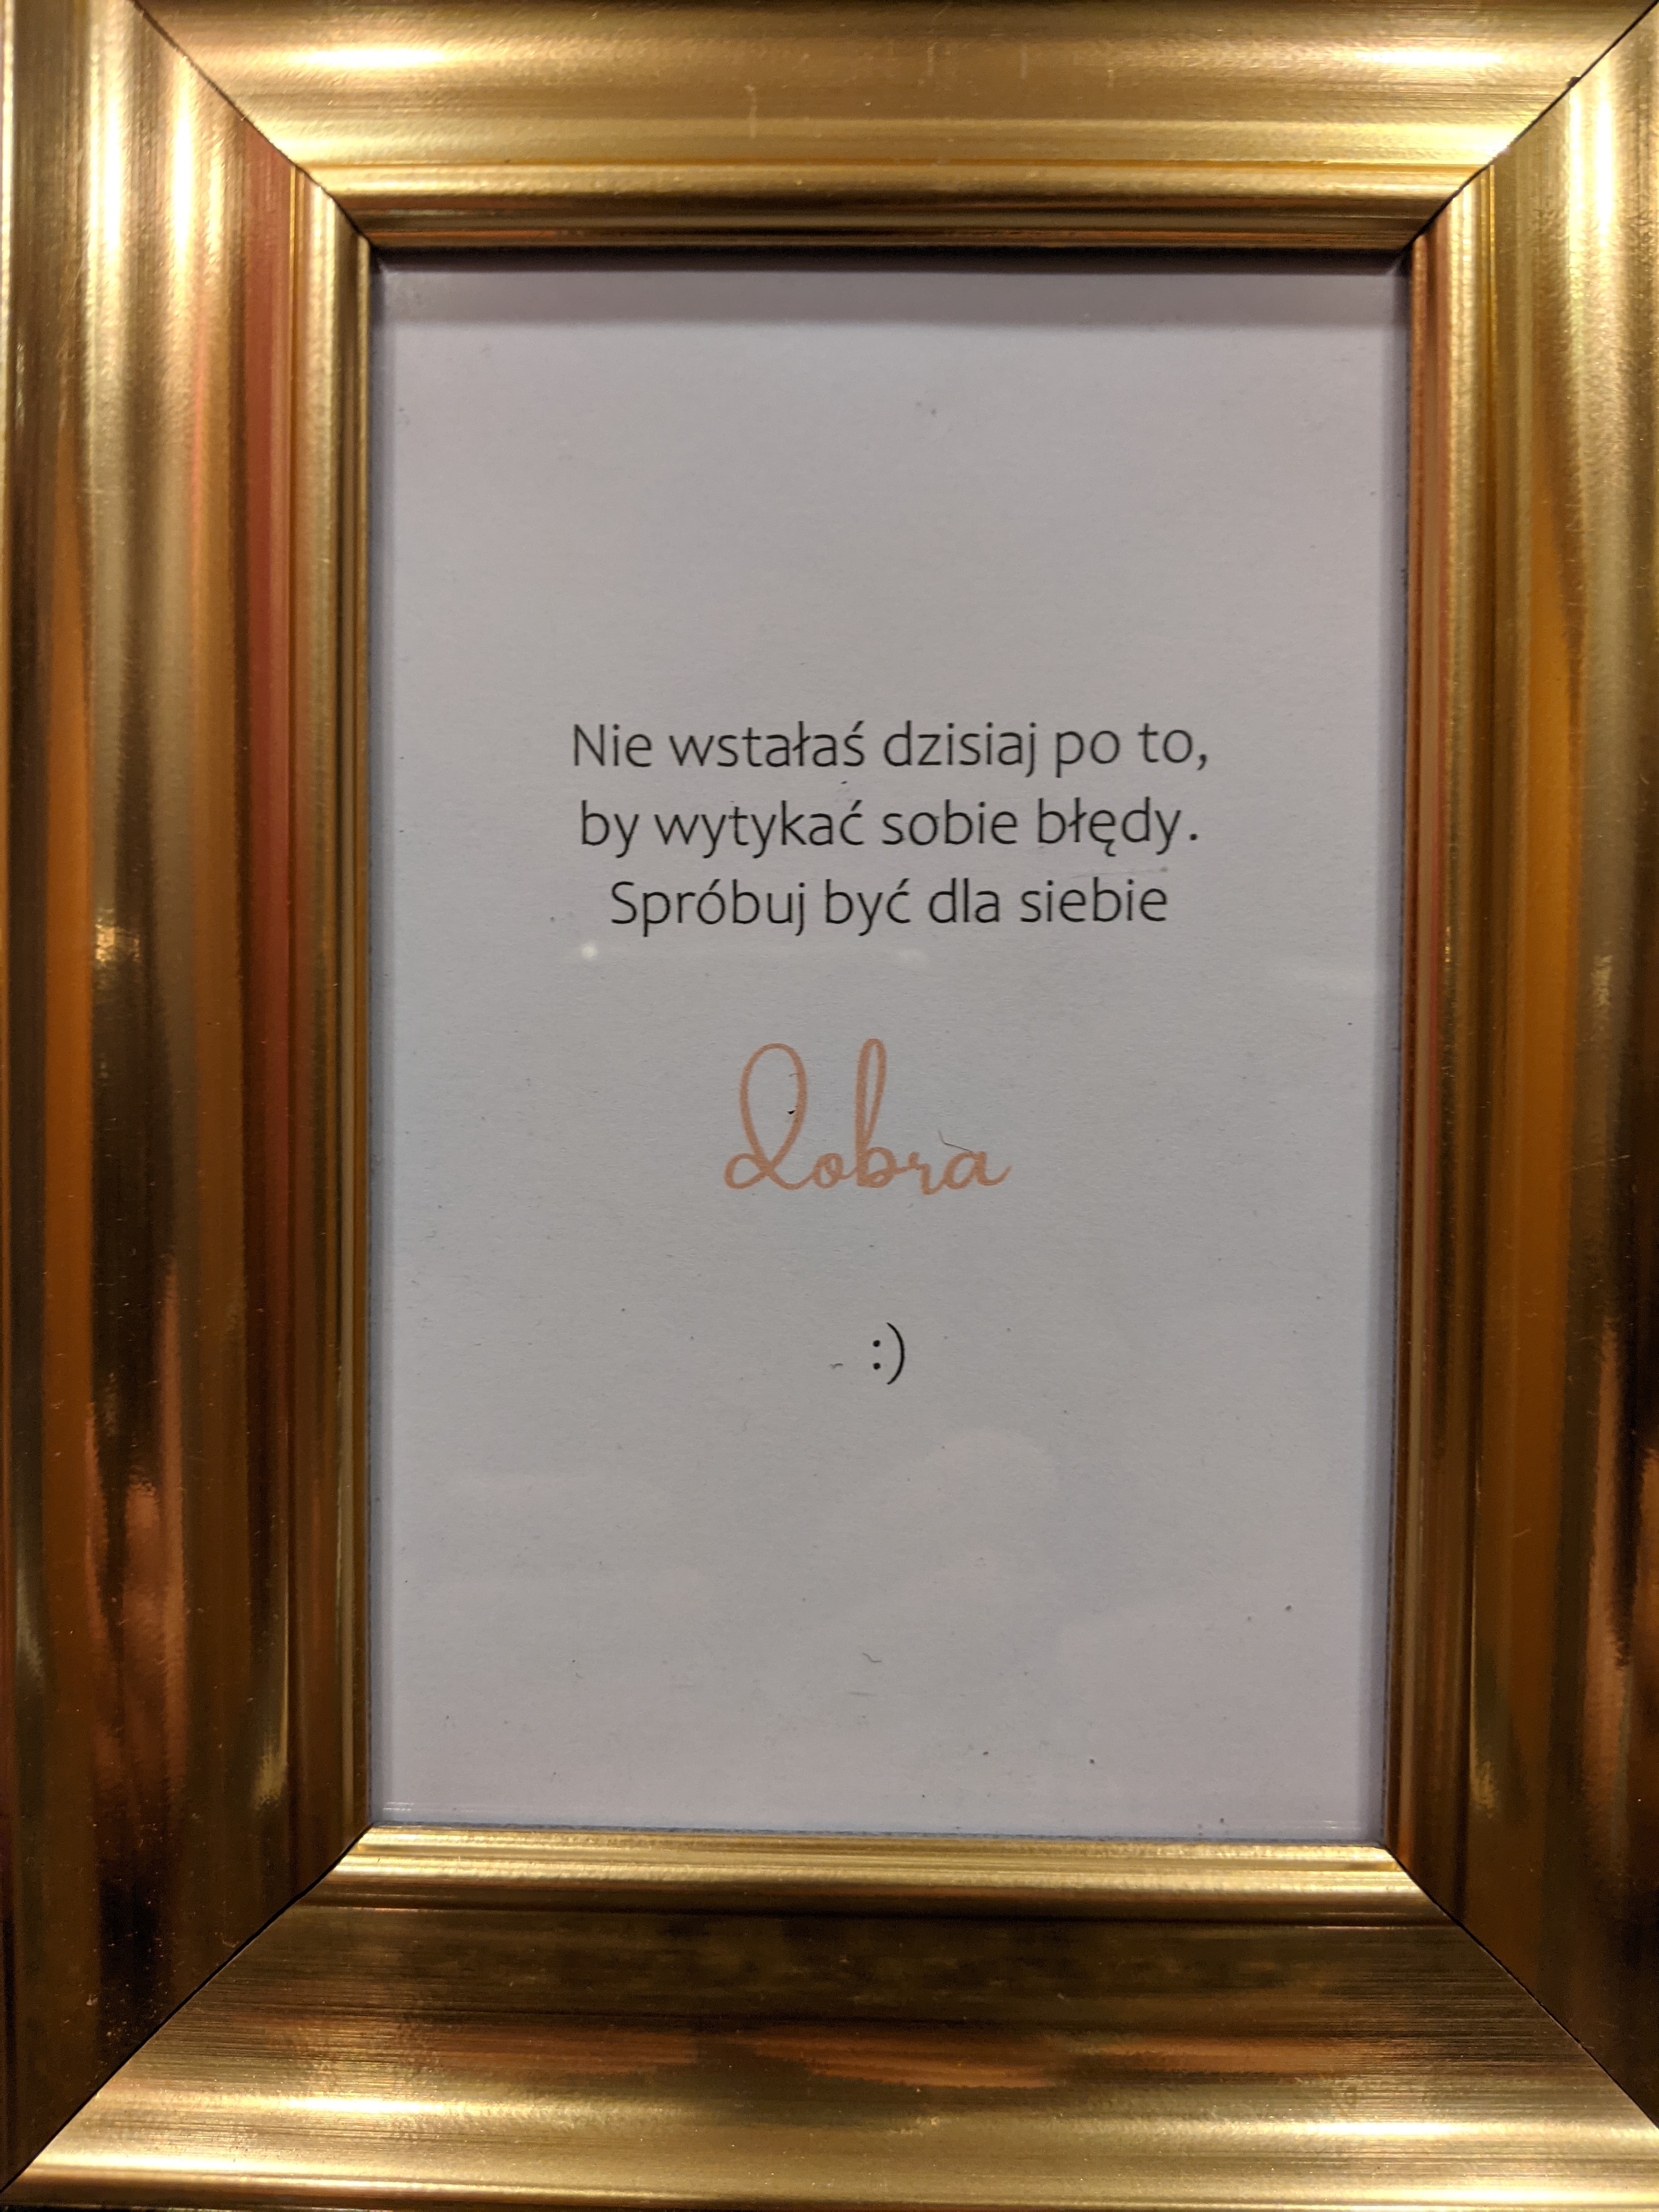 Nie wstałaś dzisiaj po to,
by wytykać sobie błędy.
Spróbuj być dla siebie
dobra
:)